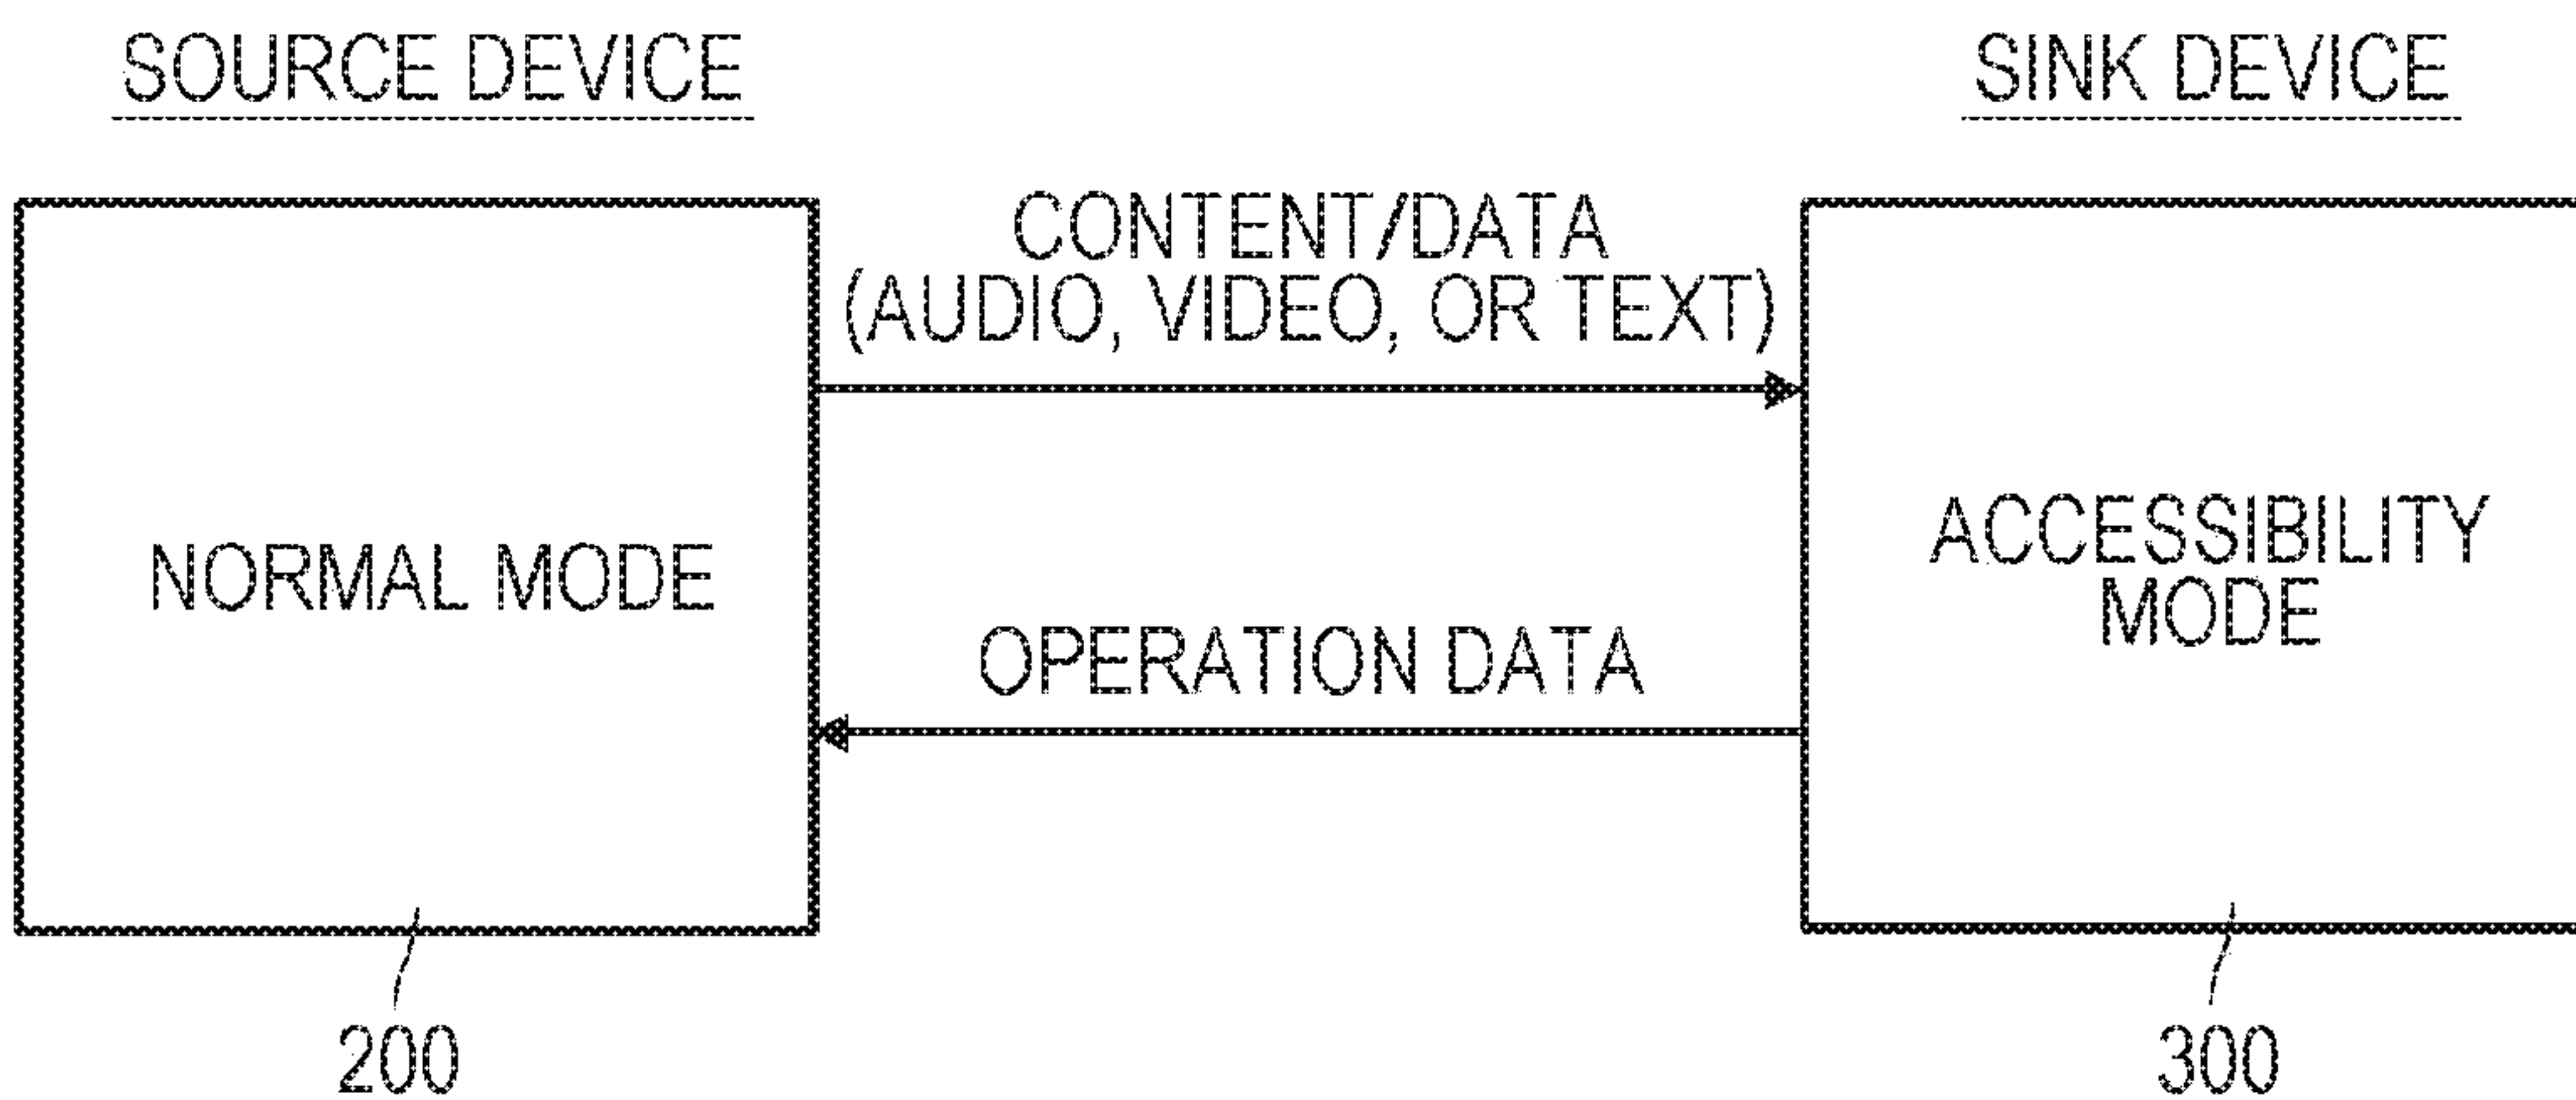 SOURCE DEVICE
SINK DEVICE
CONTENT/DATA
(AUDIO, VIDEO, OR TEXT)
NORMAL MODE
ACCESSIBILITY
MODE
OPERATION DATA
200
300